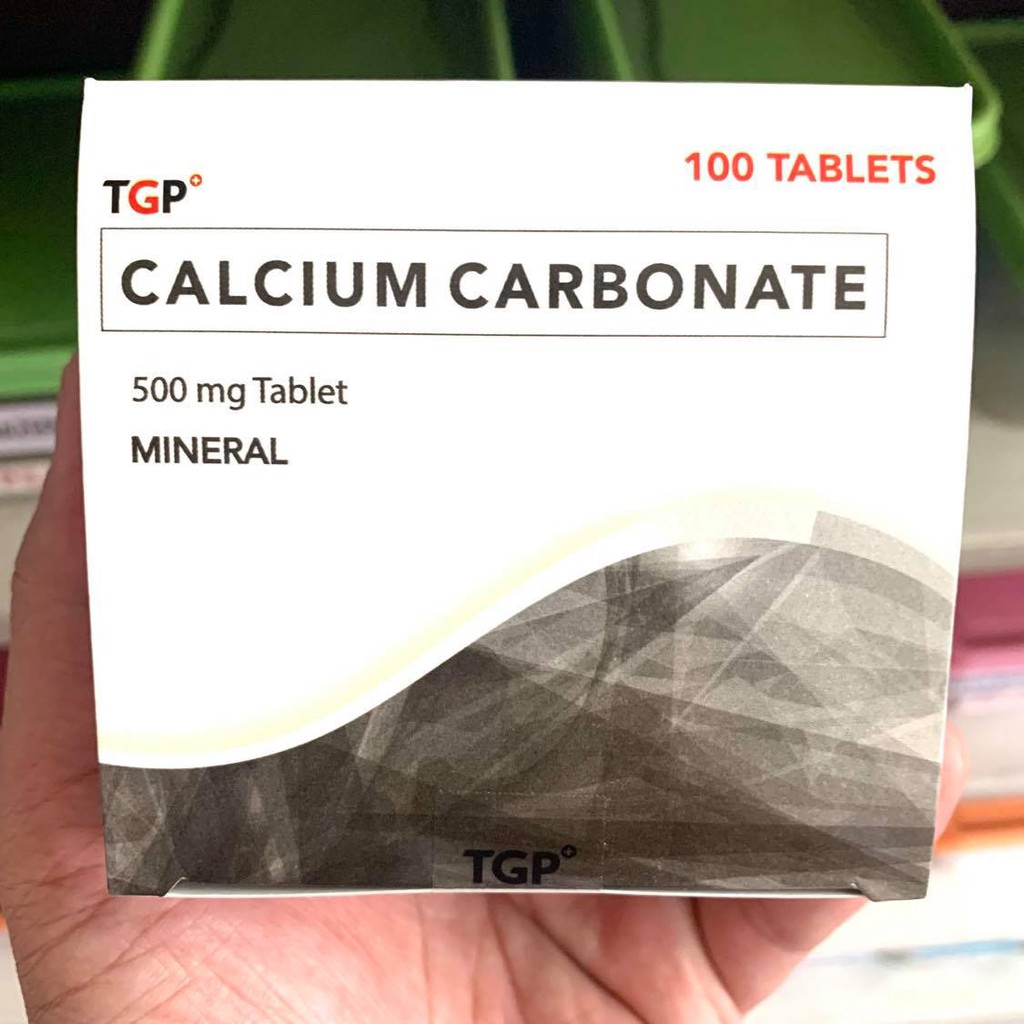 100 TABLETS
TGP
CALCIUM CARBONATE
500 mg Tablet
MINERAL
TGP